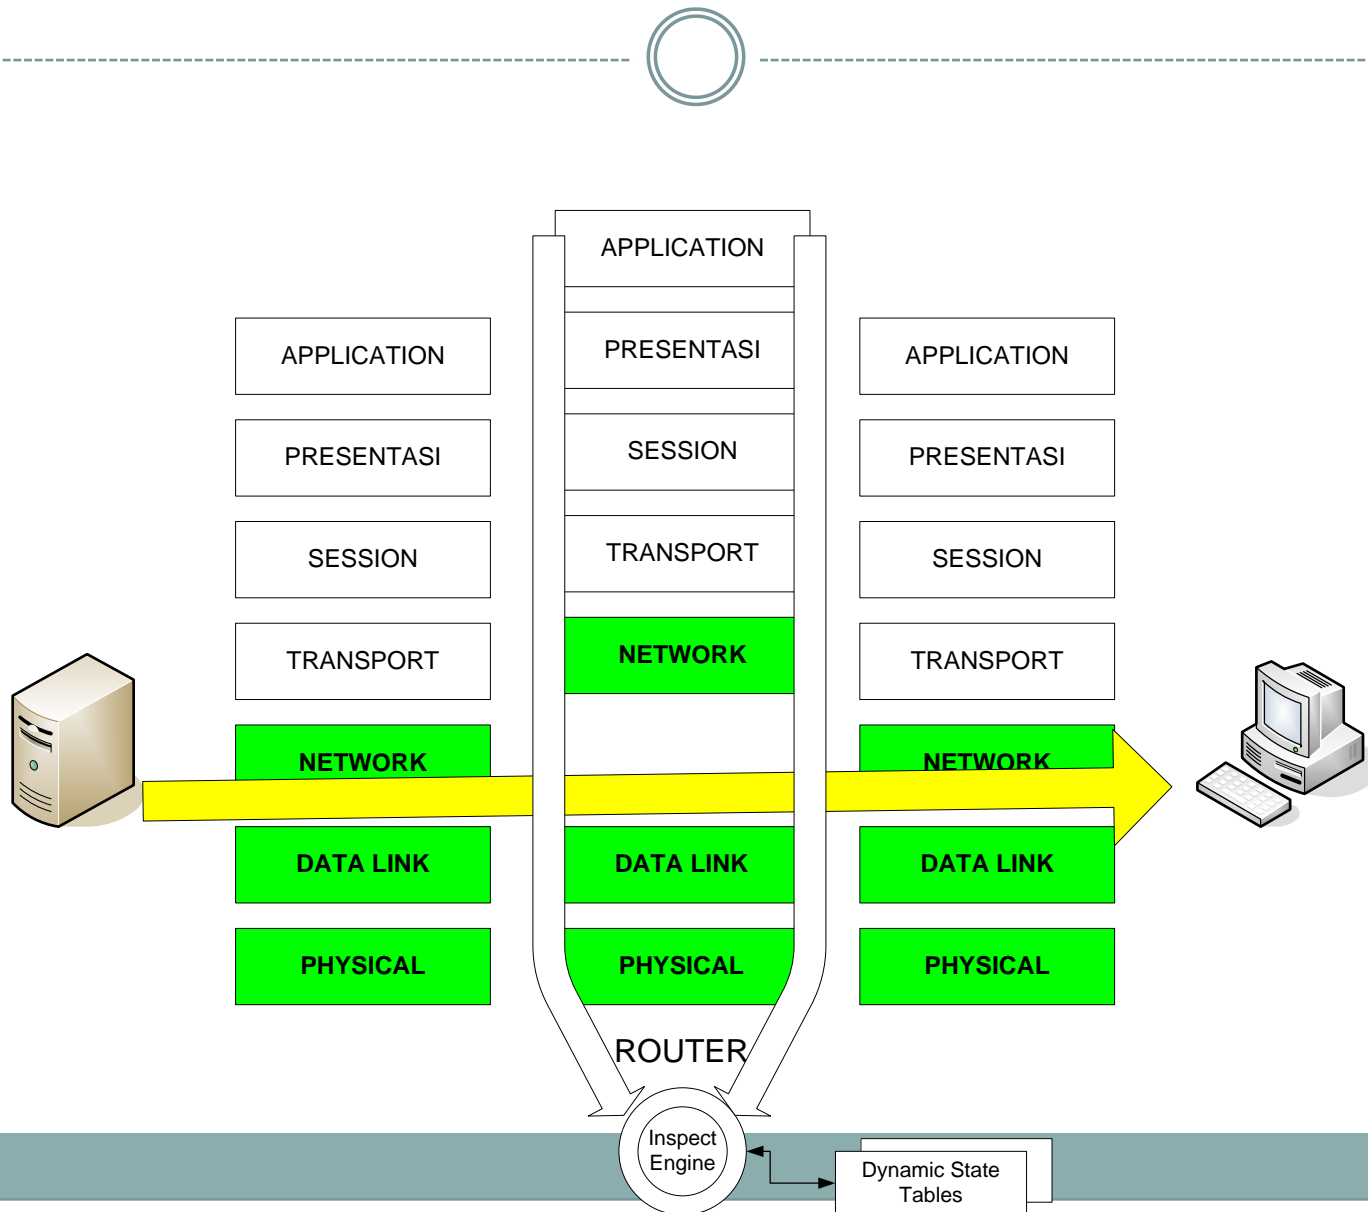 APPLICATION
PRESENTASI
SESSION
TRANSPORT
NETWORK
DATA LINK
PHYSICAL
APPLICATION
PRESENTASI
SESSION
TRANSPORT
NETWORK
DATA LINK
PHYSICAL
ROUTER
APPLICATION
PRESENTASI
SESSION
TRANSPORT
NETWORK
DATA LINK
PHYSICAL
Inspect
Engine
Dynamic State
Tables